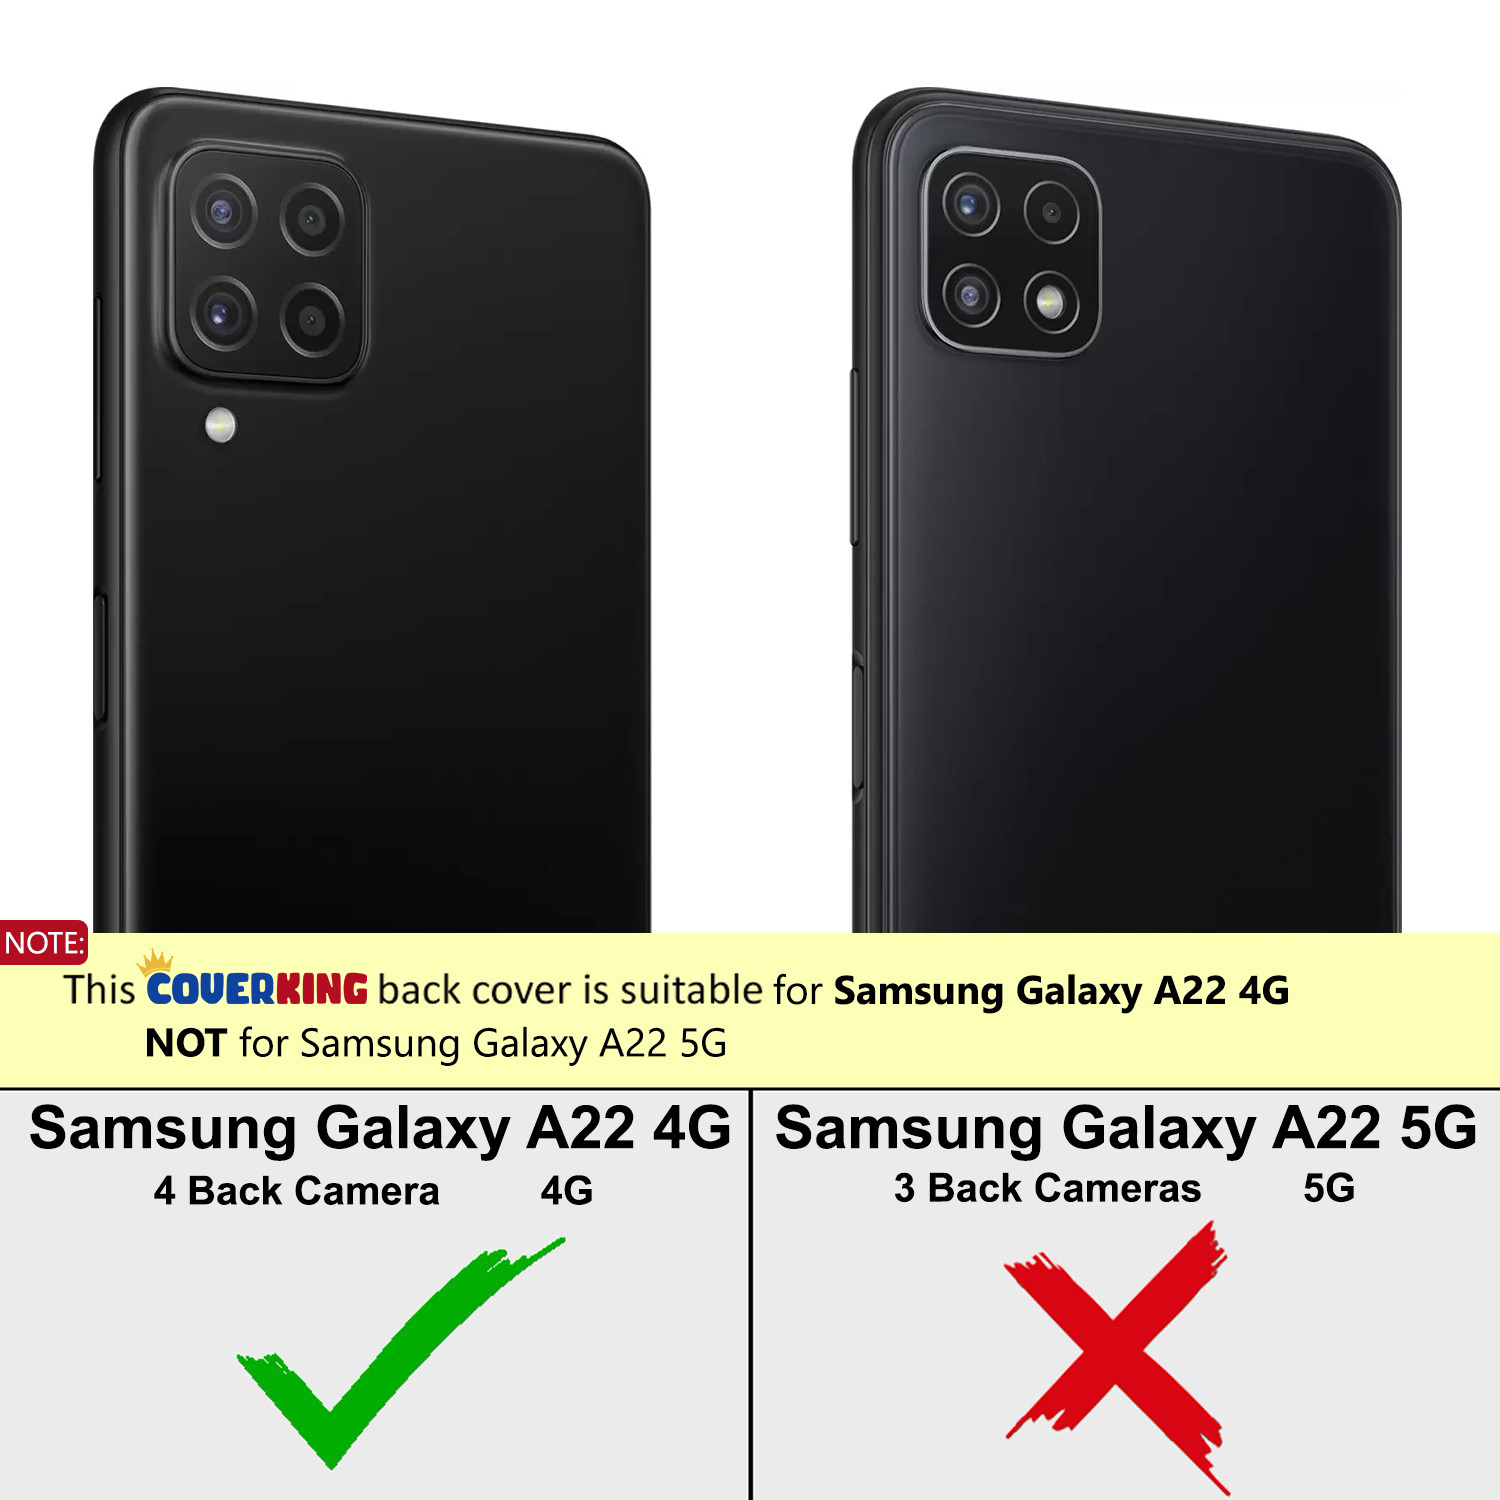 NOTE:
This COVERKING back cover is suitable for Samsung Galaxy A22 4G
NOT for Samsung Galaxy A22 5G
Samsung Galaxy A22 4G
4 Back Camera 4G
Samsung Galaxy A22 5G
3 Back Cameras 5G